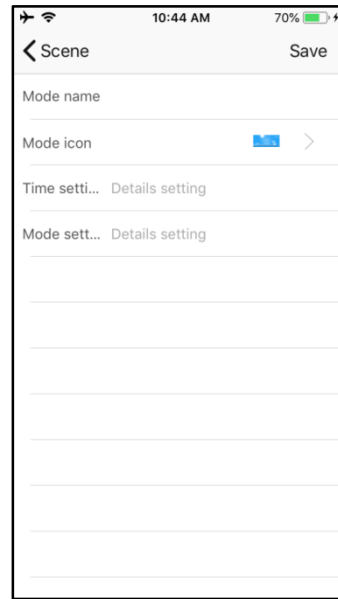 10:44 AM 70%
Scene Save
Mode name
Mode icon
Time setti... Details setting
Mode sett... Details setting